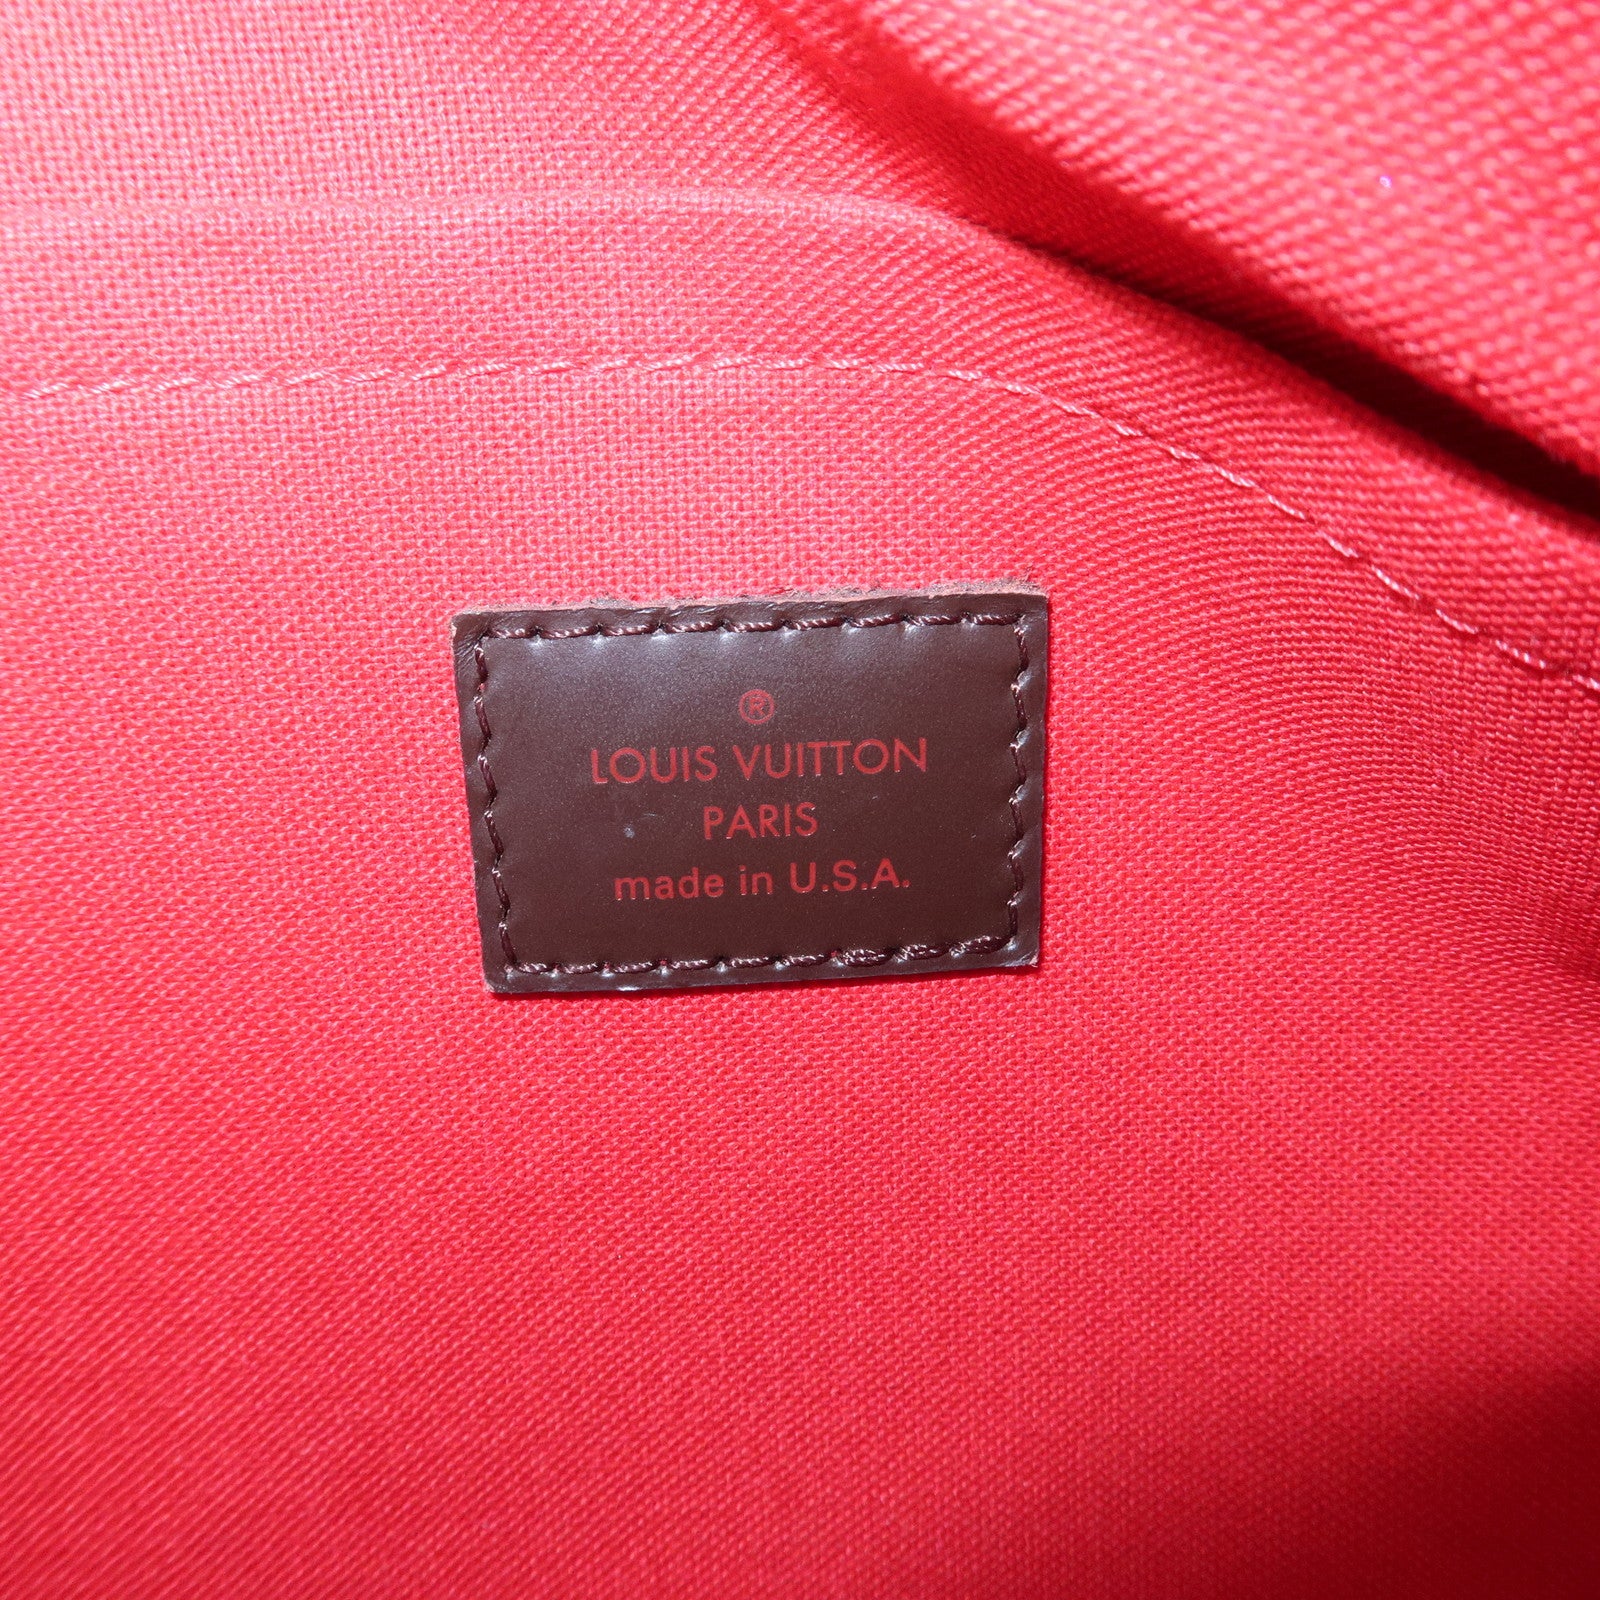 ®
LOUIS VUITTON
PARIS
made in U.S.A.